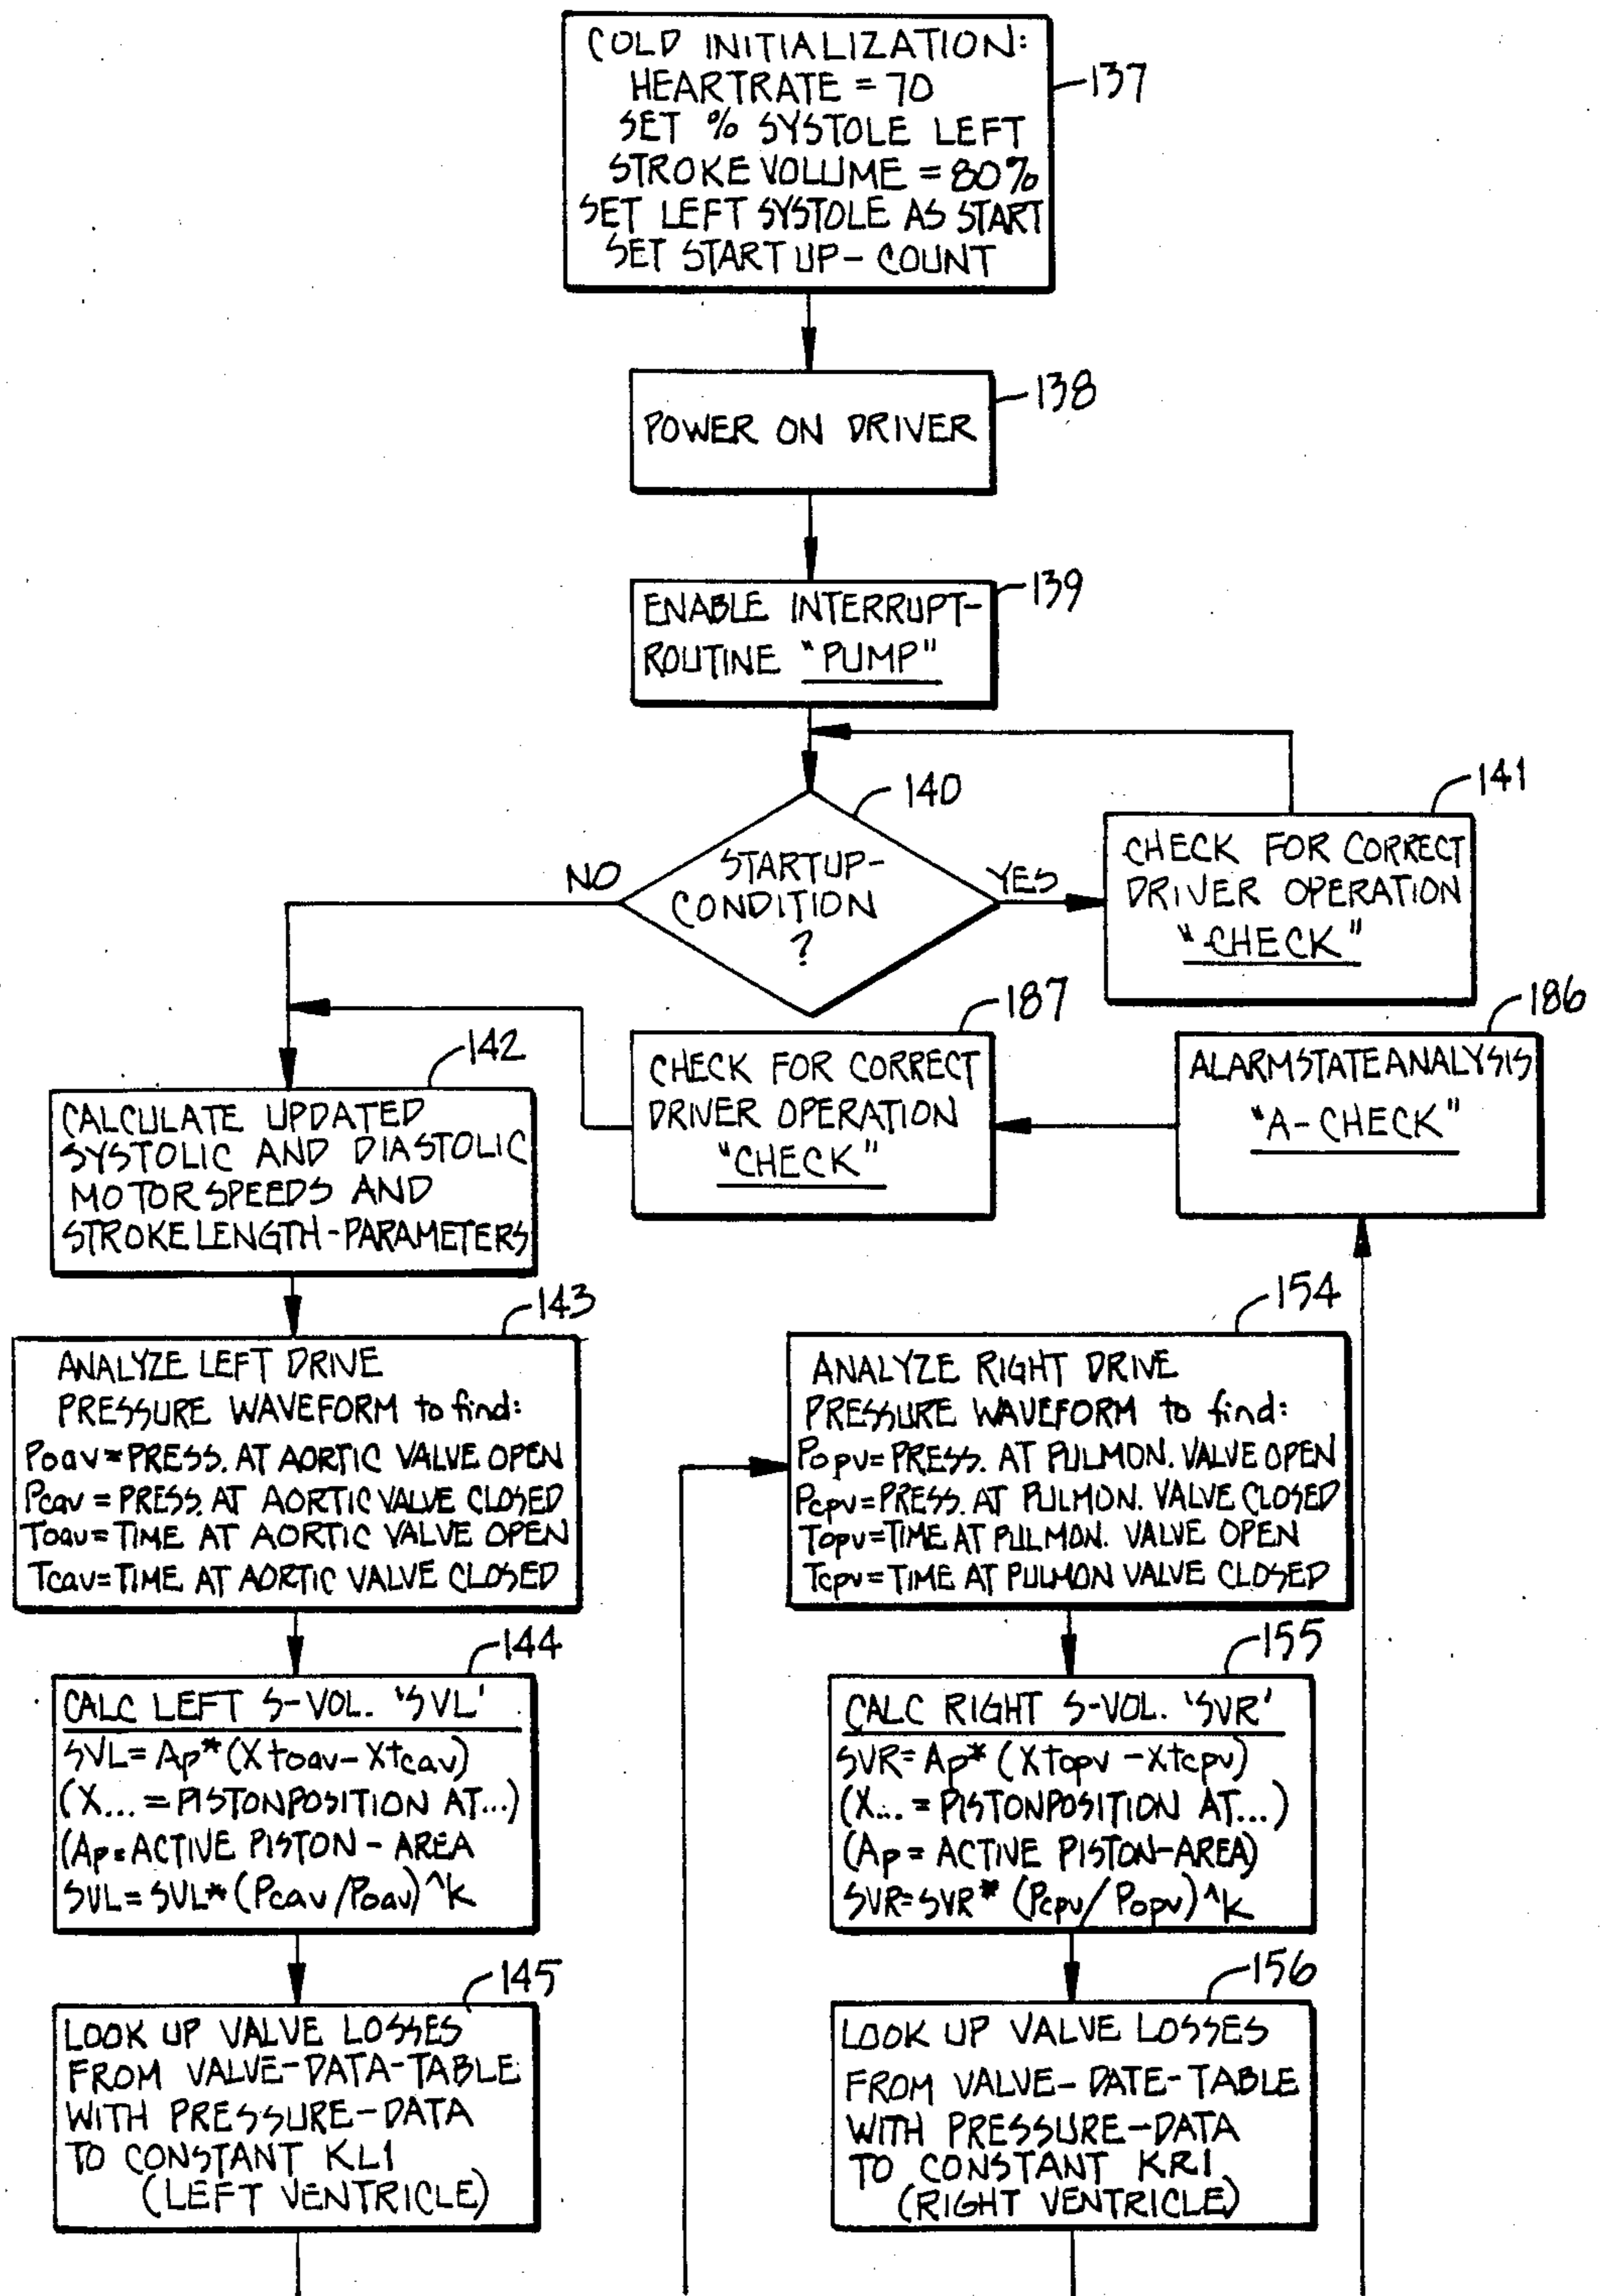 COLD INITIALIZATION:
HEARTRATE = 70
SET % SYSTOLE LEFT
STROKE VOLUME = 80%
SET LEFT SYSTOLE AS START
SET START UP- COUNT
137
POWER ON DRIVER
138
ENABLE INTERRUPT-
ROUTINE "PUMP"
139
STARTUP-
CONDITION
?
140
NO
YES
CHECK FOR CORRECT
DRIVER OPERATION
"CHECK"
141
ALARMSTATEANALYSIS
"A-CHECK"
186
CHECK FOR CORRECT
DRIVER OPERATION
"CHECK"
187
CALCULATE UPDATED
SYSTOLIC AND DIASTOLIC
MOTORSPEEDS AND
STROKELENGTH-PARAMETERS
142
ANALYZE LEFT DRIVE
PRESSURE WAVEFORM to find:
Poav=PRESS. AT AORTIC VALVE OPEN
Pcav=PRESS. AT AORTIC VALVE CLOSED
Toav=TIME AT AORTIC VALVE OPEN
Tcav=TIME AT AORTIC VALVE CLOSED
143
CALC LEFT S-VOL. 'SVL'
SVL=Ap*(Xtoav-Xtcav)
(X...=PISTONPOSITION AT...)
(Ap=ACTIVE PISTON-AREA
SVL=SVL*(Pcav/Poav)^K
144
LOOK UP VALVE LOSSES
FROM VALVE-DATA-TABLE
WITH PRESSURE-DATA
TO CONSTANT KL1
(LEFT VENTRICLE)
145
ANALYZE RIGHT DRIVE
PRESSURE WAVEFORM to find:
Popv=PRESS. AT PULMON. VALVE OPEN
Pcpv=PRESS. AT PULMON. VALVE CLOSED
Topv=TIME AT PULMON. VALVE OPEN
Tcpv=TIME AT PULMON VALVE CLOSED
154
CALC RIGHT S-VOL. 'SVR'
SVR=Ap*(Xtopv-Xtcpv)
(X...=PISTONPOSITION AT...)
(Ap=ACTIVE PISTON-AREA)
SVR=SVR*(Pcpv/Popv)^K
155
LOOK UP VALVE LOSSES
FROM VALVE-DATE-TABLE
WITH PRESSURE-DATA
TO CONSTANT KR1
(RIGHT VENTRICLE)
156